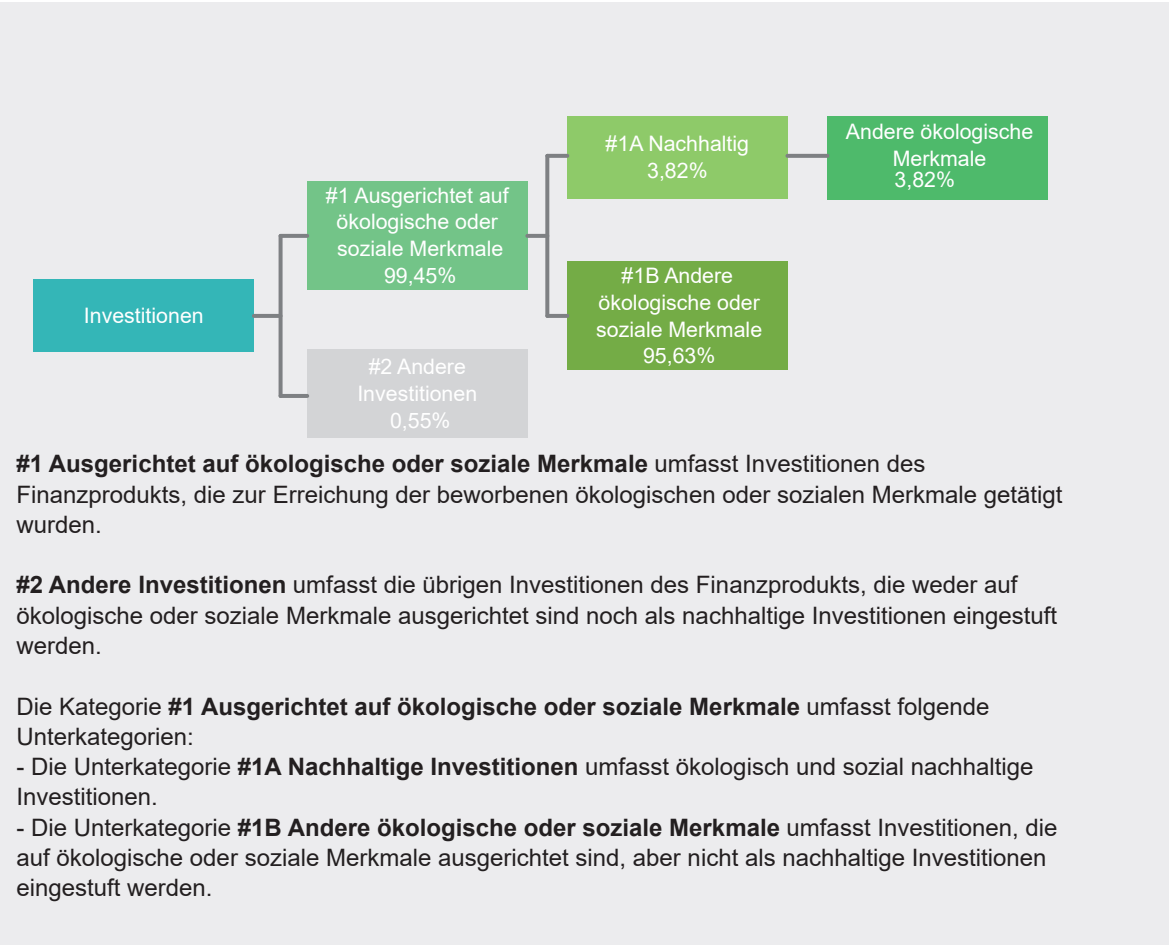 #1A Nachhaltig
3,82%
Andere ökologische
Merkmale
3,82%
#1 Ausgerichtet auf
ökologische oder
soziale Merkmale
99,45%
Investitionen
#1B Andere
ökologische oder
soziale Merkmale
95,63%
#2 Andere
Investitionen
0,55%
#1 Ausgerichtet auf ökologische oder soziale Merkmale umfasst Investitionen des
Finanzprodukts, die zur Erreichung der beworbenen ökologischen oder sozialen Merkmale getätigt
wurden.
#2 Andere Investitionen umfasst die übrigen Investitionen des Finanzprodukts, die weder auf
ökologische oder soziale Merkmale ausgerichtet sind noch als nachhaltige Investitionen eingestuft
werden.
Die Kategorie #1 Ausgerichtet auf ökologische oder soziale Merkmale umfasst folgende
Unterkategorien:
- Die Unterkategorie #1A Nachhaltige Investitionen umfasst ökologisch und sozial nachhaltige
Investitionen.
- Die Unterkategorie #1B Andere ökologische oder soziale Merkmale umfasst Investitionen, die
auf ökologische oder soziale Merkmale ausgerichtet sind, aber nicht als nachhaltige Investitionen
eingestuft werden.